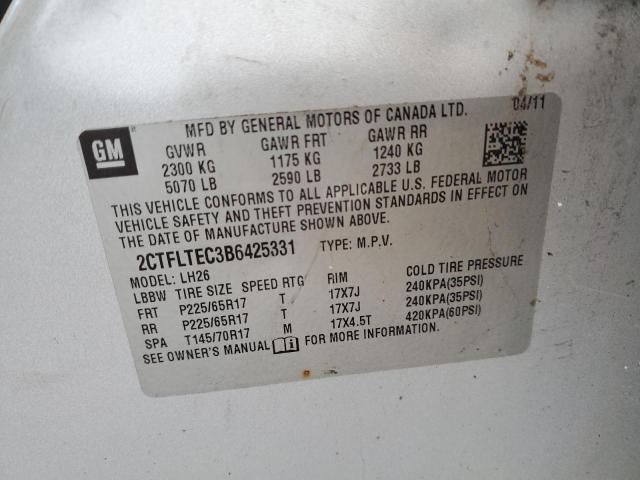 MFD BY GENERAL MOTORS OF CANADA LTD. 04/11
GM
GVWR GAWR FRT GAWR RR
2300 KG 1175 KG 1240 KG
5070 LB 2590 LB 2733 LB
THIS VEHICLE CONFORMS TO ALL APPLICABLE U.S. FEDERAL MOTOR
VEHICLE SAFETY AND THEFT PREVENTION STANDARDS IN EFFECT ON
THE DATE OF MANUFACTURE SHOWN ABOVE.
2CTFLTEC3B6425331 TYPE: M.P.V.
MODEL: LH26
LBBW TIRE SIZE SPEED RTG RIM COLD TIRE PRESSURE
FRT P225/65R17 T 17X7J 240KPA(35PSI)
RR P225/65R17 T 17X7J 240KPA(35PSI)
SPA T145/70R17 M 17X4.5T 420KPA(60PSI)
SEE OWNER'S MANUAL FOR MORE INFORMATION.